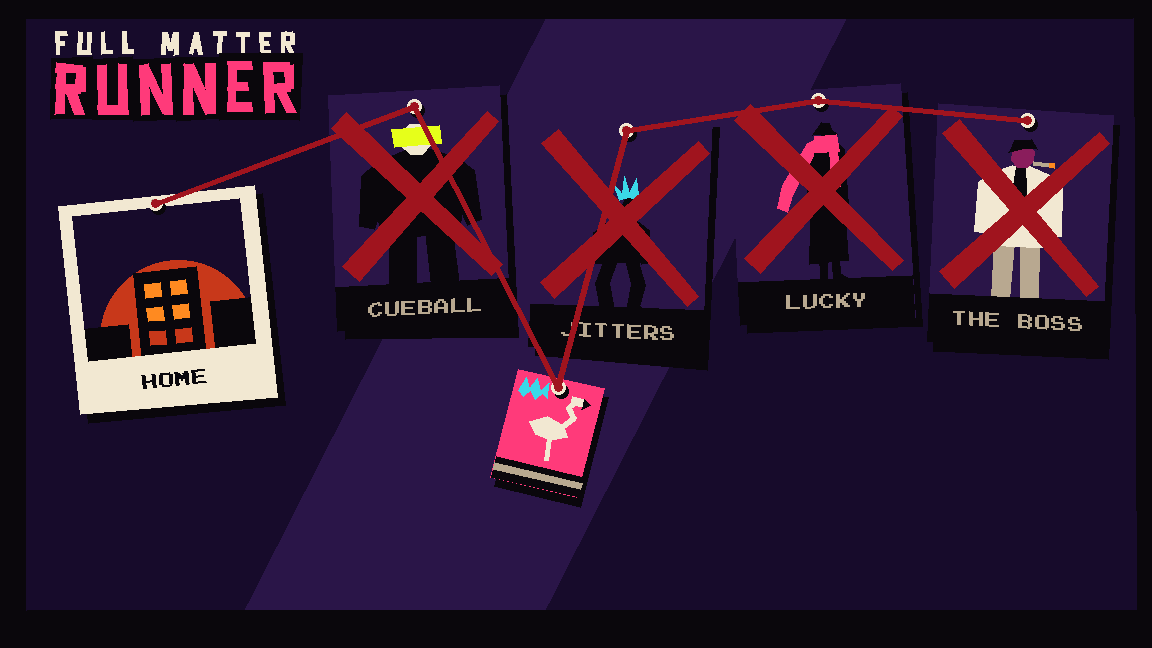 FULL MATTER
RUNNER
HOME
CUEBALL
JITTERS
LUCKY
THE BOSS